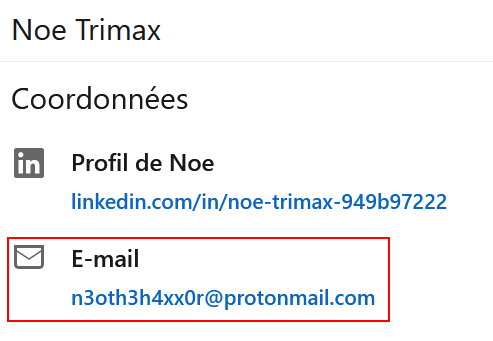 Noe Trimax
Coordonnées
Profil de Noe
linkedin.com/in/noe-trimax-949b97222
E-mail
n3oth3h4xx0r@protonmail.com